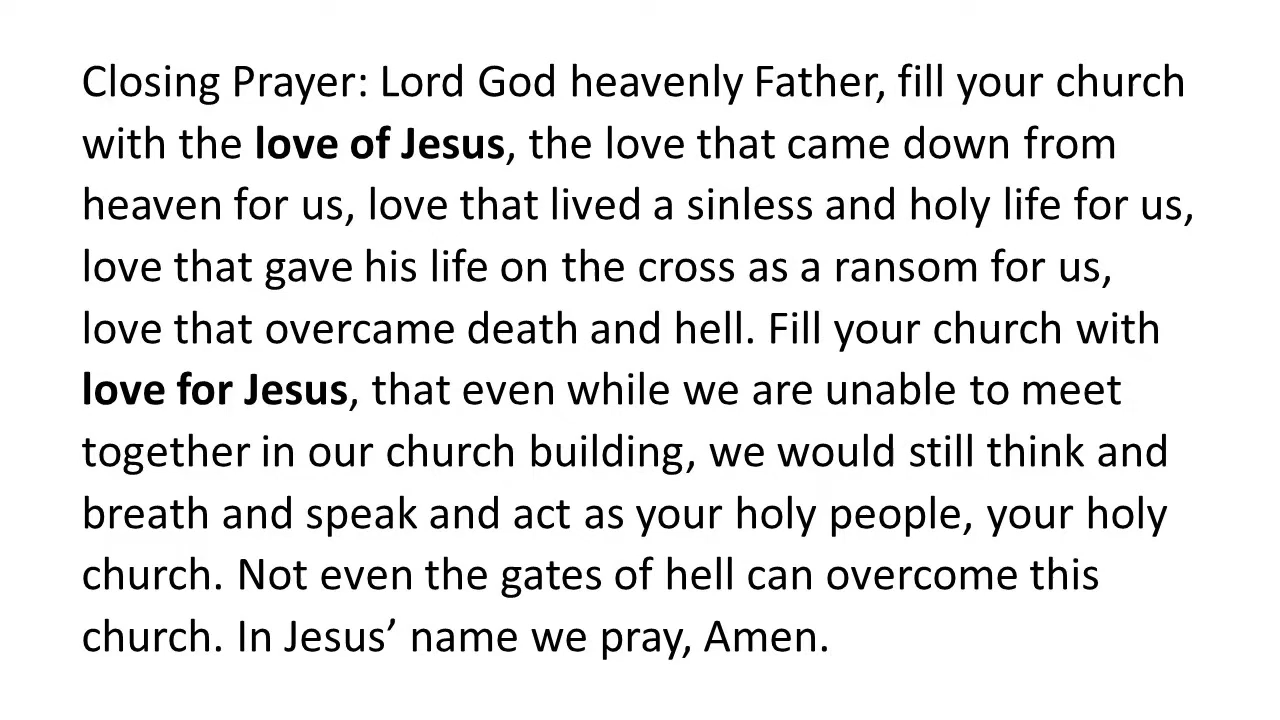 Closing Prayer: Lord God heavenly Father, fill your church
with the love of Jesus, the love that came down from
heaven for us, love that lived a sinless and holy life for us,
love that gave his life on the cross as a ransom for us,
love that overcame death and hell. Fill your church with
love for Jesus, that even while we are unable to meet
together in our church building, we would still think and
breath and speak and act as your holy people, your holy
church. Not even the gates of hell can overcome this
church. In Jesus’ name we pray, Amen.